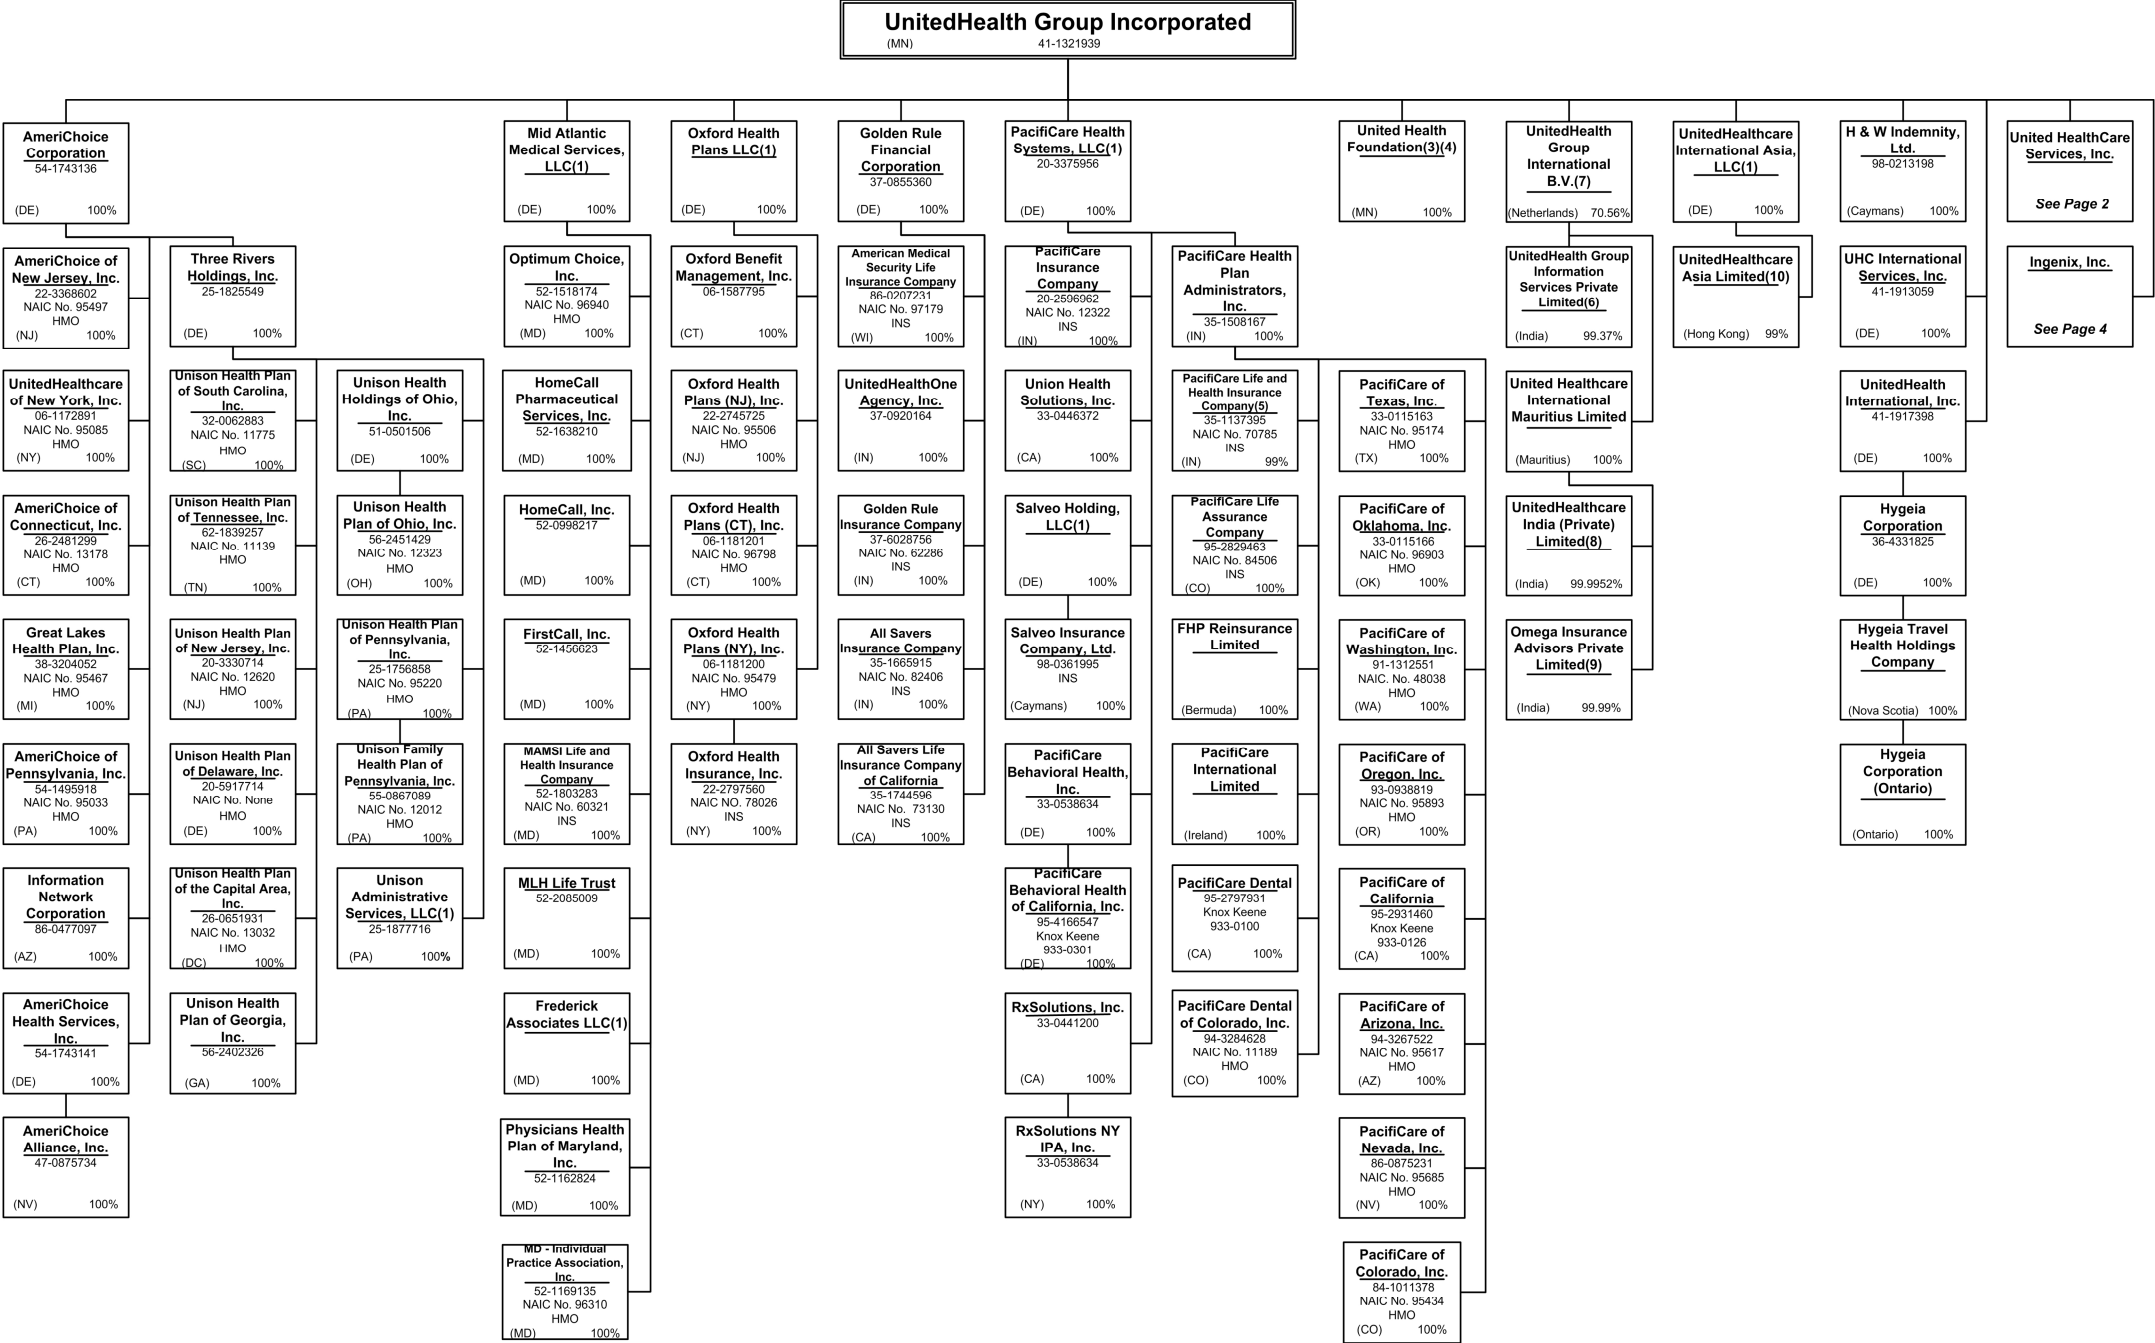 UnitedHealth Group Incorporated
(MN) 41-1321939
AmeriChoice
Corporation
54-1743136
(DE) 100%
Mid Atlantic
Medical Services,
LLC(1)
(DE) 100%
Oxford Health
Plans LLC(1)
(DE) 100%
Golden Rule
Financial
Corporation
37-0855360
(DE) 100%
PacifiCare Health
Systems, LLC(1)
20-3375956
(DE) 100%
United Health
Foundation(3)(4)
(MN) 100%
UnitedHealth
Group
International
B.V.(7)
(Netherlands) 70.56%
UnitedHealthcare
International Asia,
LLC(1)
(DE) 100%
H & W Indemnity,
Ltd.
98-0213198
(Caymans) 100%
United HealthCare
Services, Inc.
See Page 2
AmeriChoice of
New Jersey, Inc.
22-3368602
NAIC No. 95497
HMO
(NJ) 100%
Three Rivers
Holdings, Inc.
25-1825549
(DE) 100%
Optimum Choice,
Inc.
52-1518174
NAIC No. 96940
HMO
(MD) 100%
Oxford Benefit
Management, Inc.
06-1587795
(CT) 100%
American Medical
Security Life
Insurance Company
86-0207231
NAIC No. 97179
INS
(WI) 100%
PacifiCare
Insurance
Company
20-2596962
NAIC No. 12322
INS
(IN) 100%
PacifiCare Health
Plan
Administrators,
Inc.
35-1508167
(IN) 100%
UnitedHealth Group
Information
Services Private
Limited(6)
(India) 99.37%
UnitedHealthcare
Asia Limited(10)
(Hong Kong) 99%
UHC International
Services, Inc.
41-1913059
(DE) 100%
Ingenix, Inc.
See Page 4
UnitedHealthcare
of New York, Inc.
06-1172891
NAIC No. 95085
HMO
(NY) 100%
Unison Health Plan
of South Carolina,
Inc.
32-0062883
NAIC No. 11775
HMO
(SC) 100%
Unison Health
Holdings of Ohio,
Inc.
51-0501506
(DE) 100%
HomeCall
Pharmaceutical
Services, Inc.
52-1638210
(MD) 100%
Oxford Health
Plans (NJ), Inc.
22-2745725
NAIC No. 95506
HMO
(NJ) 100%
UnitedHealthOne
Agency, Inc.
37-0920164
(IN) 100%
Union Health
Solutions, Inc.
33-0446372
(CA) 100%
PacifiCare Life and
Health Insurance
Company(5)
35-1137395
NAIC No. 70785
INS
(IN) 99%
PacifiCare of
Texas, Inc.
33-0115163
NAIC No. 95174
HMO
(TX) 100%
United Healthcare
International
Mauritius Limited
(Mauritius) 100%
UnitedHealth
International, Inc.
41-1917398
(DE) 100%
AmeriChoice of
Connecticut, Inc.
26-2481299
NAIC No. 13178
HMO
(CT) 100%
Unison Health Plan
of Tennessee, Inc.
62-1839257
NAIC No. 11139
HMO
(TN) 100%
Unison Health
Plan of Ohio, Inc.
56-2451429
NAIC No. 12323
HMO
(OH) 100%
HomeCall, Inc.
52-0998217
(MD) 100%
Oxford Health
Plans (CT), Inc.
06-1181201
NAIC No. 96798
HMO
(CT) 100%
Golden Rule
Insurance Company
37-6028756
NAIC No. 62286
INS
(IN) 100%
Salveo Holding,
LLC(1)
(DE) 100%
PacifiCare Life
Assurance
Company
95-2829463
NAIC No. 84506
INS
(CO) 100%
PacifiCare of
Oklahoma, Inc.
33-0115166
NAIC No. 96903
HMO
(OK) 100%
UnitedHealthcare
India (Private)
Limited(8)
(India) 99.9952%
Hygeia
Corporation
36-4331825
(DE) 100%
Great Lakes
Health Plan, Inc.
38-3204052
NAIC No. 95467
HMO
(MI) 100%
Unison Health Plan
of New Jersey, Inc.
20-3330714
NAIC No. 12620
HMO
(NJ) 100%
Unison Health Plan
of Pennsylvania,
Inc.
25-1756858
NAIC No. 95220
HMO
(PA) 100%
FirstCall, Inc.
52-1456623
(MD) 100%
Oxford Health
Plans (NY), Inc.
06-1181200
NAIC No. 95479
HMO
(NY) 100%
All Savers
Insurance Company
35-1665915
NAIC No. 82406
INS
(IN) 100%
Salveo Insurance
Company, Ltd.
98-0361995
INS
(Caymans) 100%
FHP Reinsurance
Limited
(Bermuda) 100%
PacifiCare of
Washington, Inc.
91-1312551
NAIC. No. 48038
HMO
(WA) 100%
Omega Insurance
Advisors Private
Limited(9)
(India) 99.99%
Hygeia Travel
Health Holdings
Company
(Nova Scotia) 100%
AmeriChoice of
Pennsylvania, Inc.
54-1495918
NAIC No. 95033
HMO
(PA) 100%
Unison Health Plan
of Delaware, Inc.
20-5917714
NAIC No. None
HMO
(DE) 100%
Unison Family
Health Plan of
Pennsylvania, Inc.
55-0867089
NAIC No. 12012
HMO
(PA) 100%
MAMSI Life and
Health Insurance
Company
52-1803283
NAIC No. 60321
INS
(MD) 100%
Oxford Health
Insurance, Inc.
22-2797560
NAIC NO. 78026
INS
(NY) 100%
All Savers Life
Insurance Company
of California
35-1744596
NAIC No. 73130
INS
(CA) 100%
PacifiCare
Behavioral Health,
Inc.
33-0538634
(DE) 100%
PacifiCare
International
Limited
(Ireland) 100%
PacifiCare of
Oregon, Inc.
93-0938819
NAIC No. 95893
HMO
(OR) 100%
Hygeia
Corporation
(Ontario)
(Ontario) 100%
Information
Network
Corporation
86-0477097
(AZ) 100%
Unison Health Plan
of the Capital Area,
Inc.
26-0651931
NAIC No. 13032
HMO
(DC) 100%
Unison
Administrative
Services, LLC(1)
25-1877716
(PA) 100%
MLH Life Trust
52-2085009
(MD) 100%
PacifiCare
Behavioral Health
of California, Inc.
95-4166547
Knox Keene
933-0301
(DE) 100%
PacifiCare Dental
95-2797931
Knox Keene
933-0100
(CA) 100%
PacifiCare of
California
95-2931460
Knox Keene
933-0126
(CA) 100%
AmeriChoice
Health Services,
Inc.
54-1743141
(DE) 100%
Unison Health
Plan of Georgia,
Inc.
56-2402326
(GA) 100%
Frederick
Associates LLC(1)
(MD) 100%
RxSolutions, Inc.
33-0441200
(CA) 100%
PacifiCare Dental
of Colorado, Inc.
94-3284628
NAIC No. 11189
HMO
(CO) 100%
PacifiCare of
Arizona, Inc.
94-3267522
NAIC No. 95617
HMO
(AZ) 100%
AmeriChoice
Alliance, Inc.
47-0875734
(NV) 100%
Physicians Health
Plan of Maryland,
Inc.
52-1162824
(MD) 100%
RxSolutions NY
IPA, Inc.
33-0538634
(NY) 100%
PacifiCare of
Nevada, Inc.
86-0875231
NAIC No. 95685
HMO
(NV) 100%
MD - Individual
Practice Association,
Inc.
52-1169135
NAIC No. 96310
HMO
(MD) 100%
PacifiCare of
Colorado, Inc.
84-1011378
NAIC No. 95434
HMO
(CO) 100%